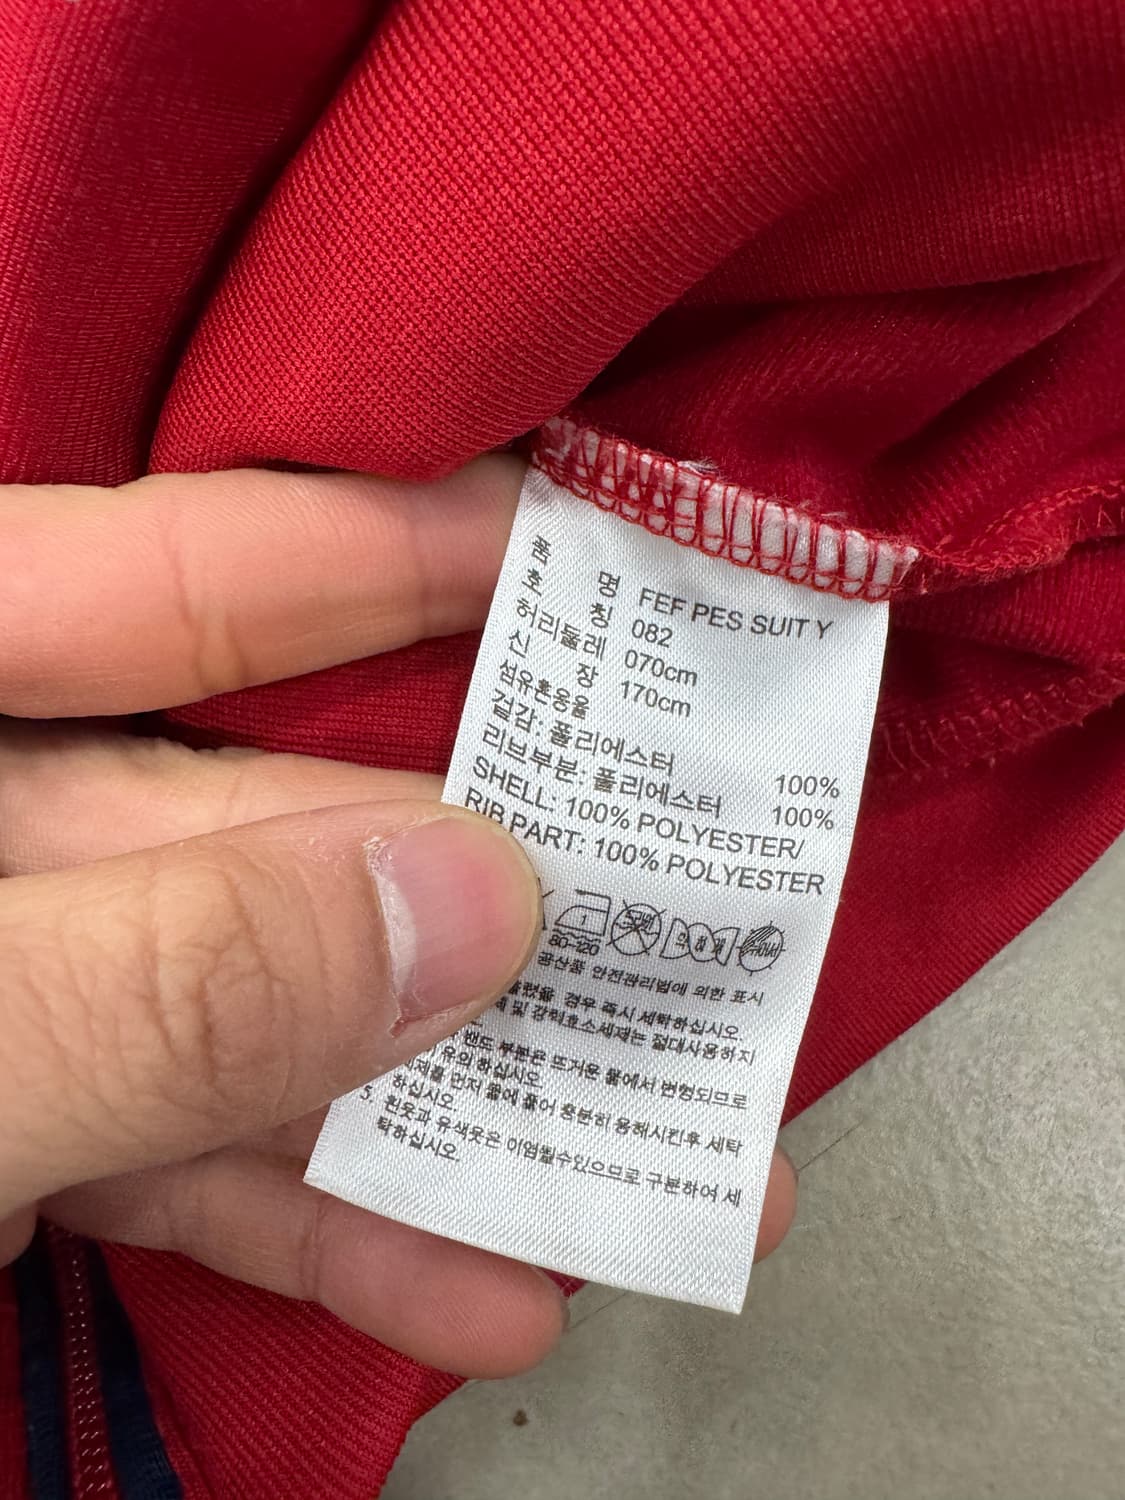 품 명 FEF PES SUIT Y
호 칭 082
허리둘레 070cm
신 장 170cm
섬유혼용율
겉감: 폴리에스터 100%
리브부분: 폴리에스터 100%
SHELL: 100% POLYESTER/
RIB PART: 100% POLYESTER
1
80~120
공산품 안전관리법에 의한 표시
경우 즉시 세탁하십시오.
및 강력효소세제는 절대사용하지
밴드 부분은 뜨거운 물에서 변형되므로
유의 하십시오
먼저 물에 풀어 충분히 용해시킨후 세탁
하십시오.
5. 흰옷과 유색옷은 이염될수있으므로 구분하여 세
탁하십시오.